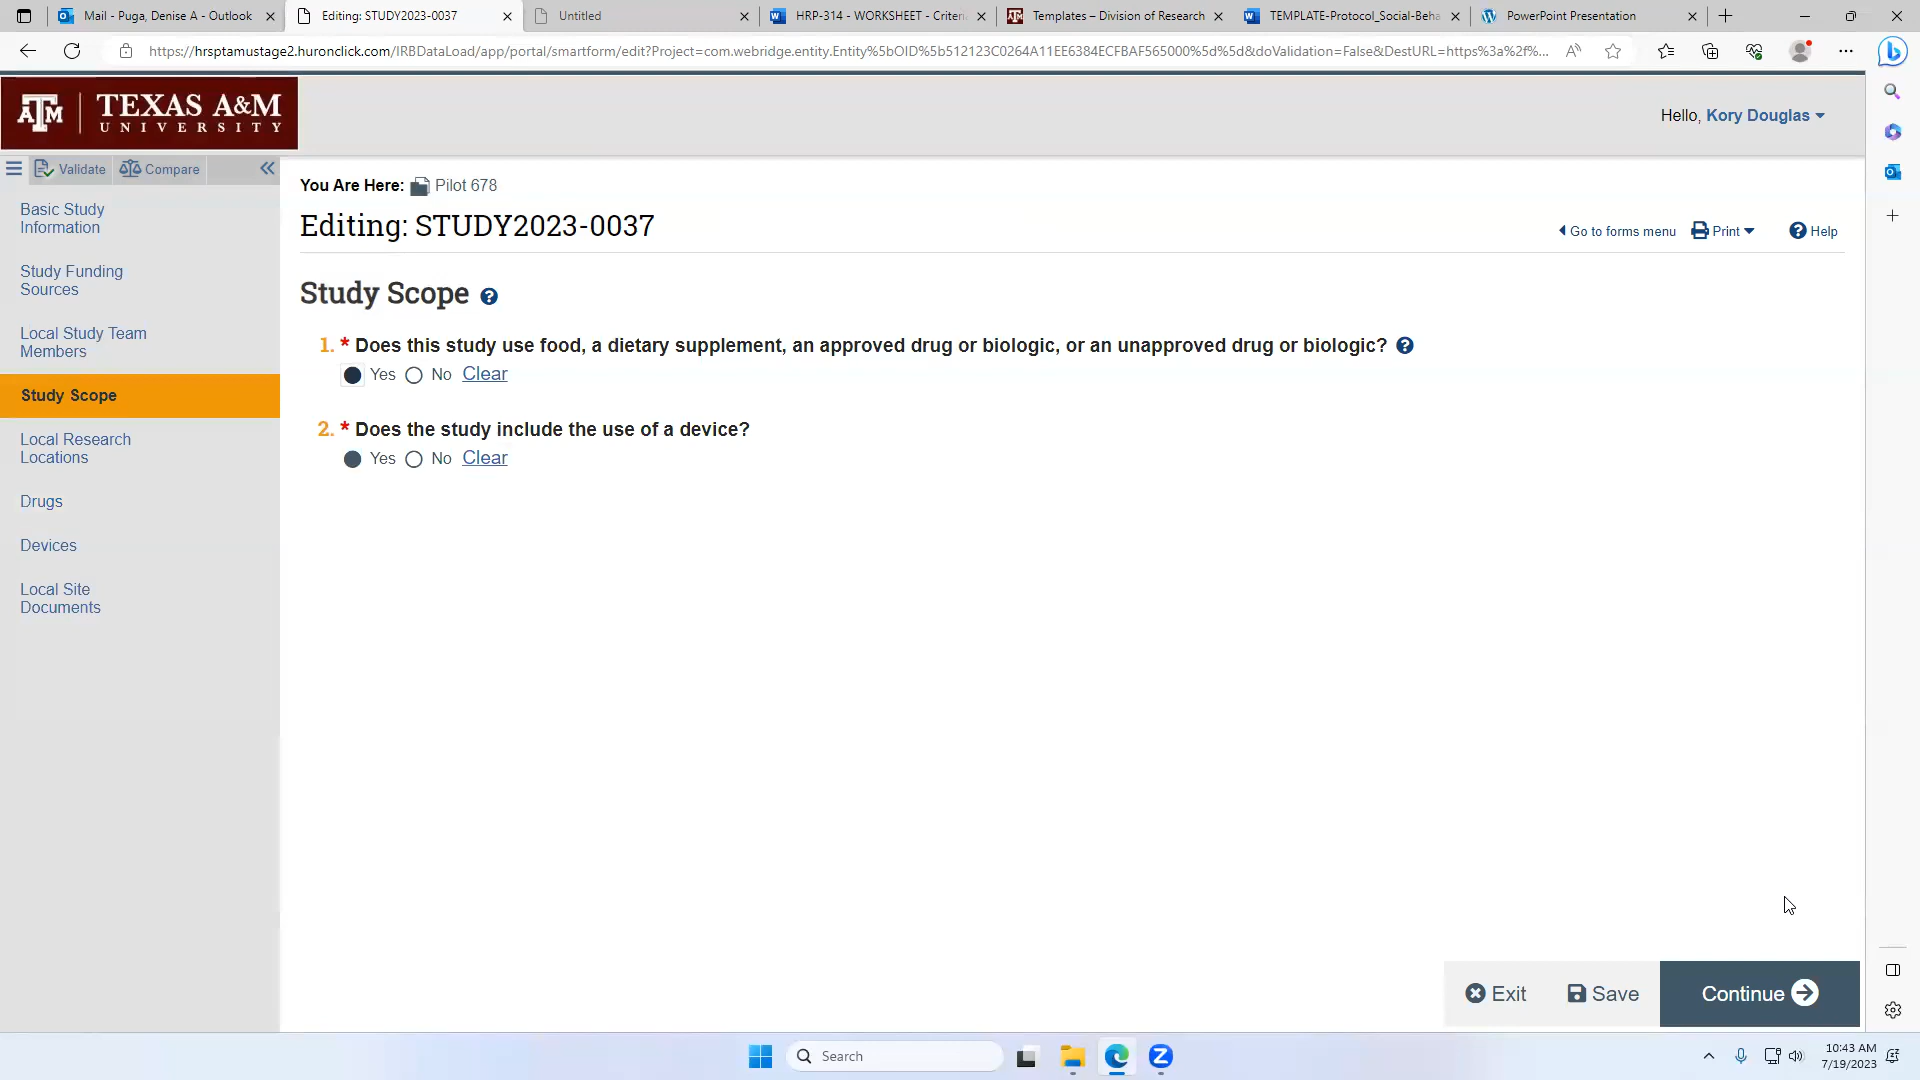 Mail - Puga, Denise A - Outlook
Editing: STUDY2023-0037
Untitled
HRP-314 - WORKSHEET - Criteri
Templates – Division of Research
TEMPLATE-Protocol_Social-Beha
PowerPoint Presentation
https://hrsptamustage2.huronclick.com/IRBDataLoad/app/portal/smartform/edit?Project=com.webridge.entity.Entity%5bOID%5b512123C0264A11EE6384ECFBAF565000%5d%5d&doValidation=False&DestURL=https%3a%2f%...
TEXAS A&M
UNIVERSITY
Hello, Kory Douglas
Validate
Compare
Basic Study
Information
Study Funding
Sources
Local Study Team
Members
Study Scope
Local Research
Locations
Drugs
Devices
Local Site
Documents
You Are Here: Pilot 678
Editing: STUDY2023-0037
Go to forms menu
Print
Help
Study Scope
1. * Does this study use food, a dietary supplement, an approved drug or biologic, or an unapproved drug or biologic?
Yes No Clear
2. * Does the study include the use of a device?
Yes No Clear
Exit
Save
Continue
Search
10:43 AM
7/19/2023